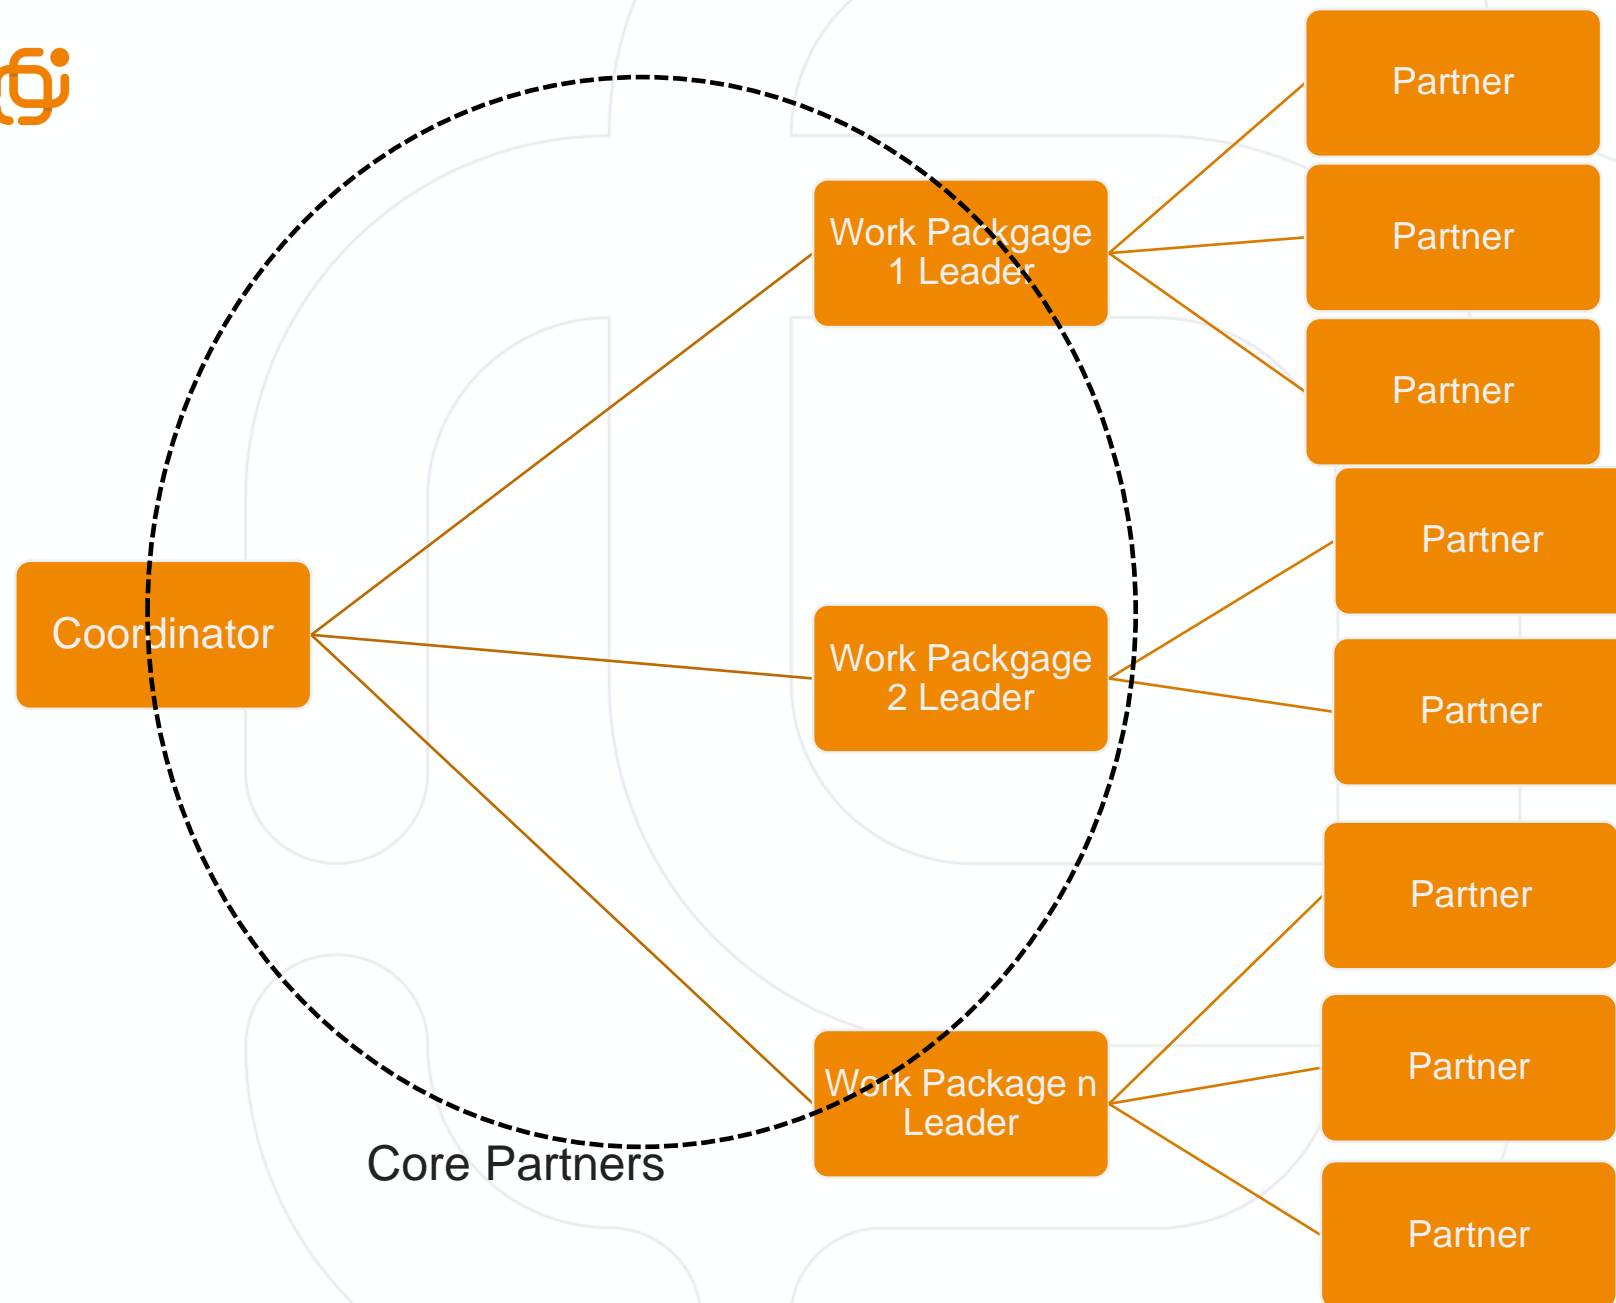 Partner
Partner
Partner
Partner
Partner
Partner
Partner
Partner
Work Packgage
1 Leader
Work Packgage
2 Leader
Work Package n
Leader
Coordinator
Core Partners